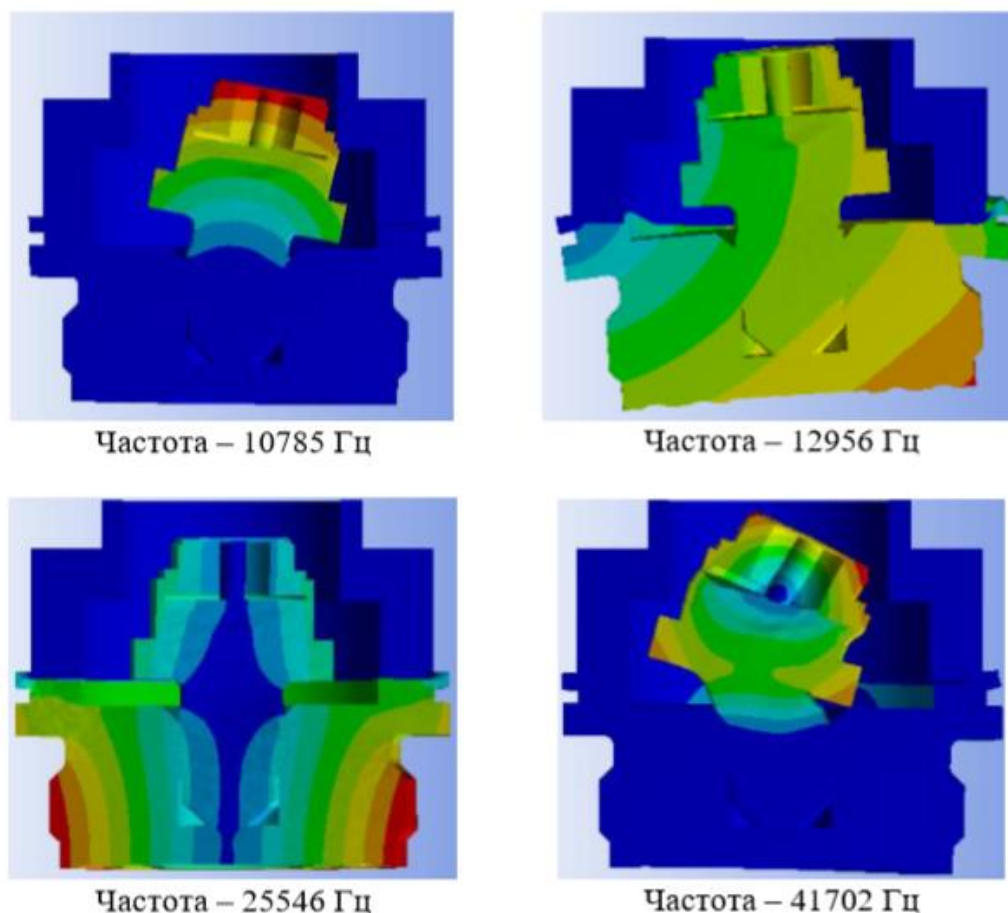 Частота – 10785 Гц
Частота – 12956 Гц
Частота – 25546 Гц
Частота – 41702 Гц